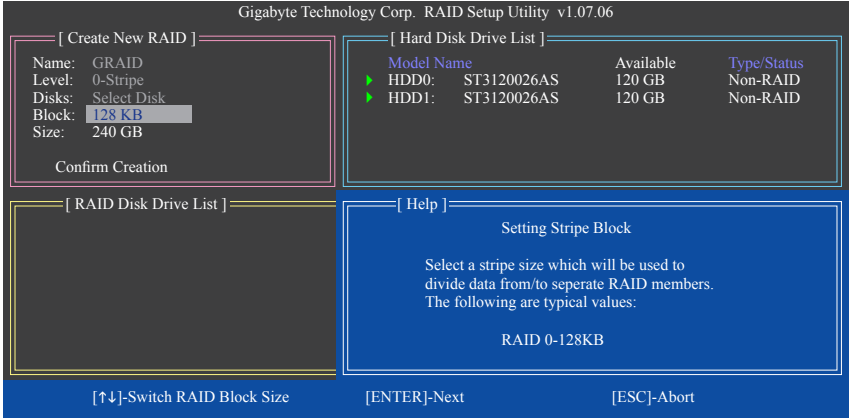 Gigabyte Technology Corp. RAID Setup Utility v1.07.06
[ Create New RAID ]
Name: GRAID
Level: 0-Stripe
Disks: Select Disk
Block: 128 KB
Size: 240 GB
Confirm Creation
[ Hard Disk Drive List ]
Model Name Available Type/Status
HDD0: ST3120026AS 120 GB Non-RAID
HDD1: ST3120026AS 120 GB Non-RAID
[ RAID Disk Drive List ]
[ Help ]
Setting Stripe Block
Select a stripe size which will be used to
divide data from/to seperate RAID members.
The following are typical values:
RAID 0-128KB
[↑↓]-Switch RAID Block Size [ENTER]-Next [ESC]-Abort